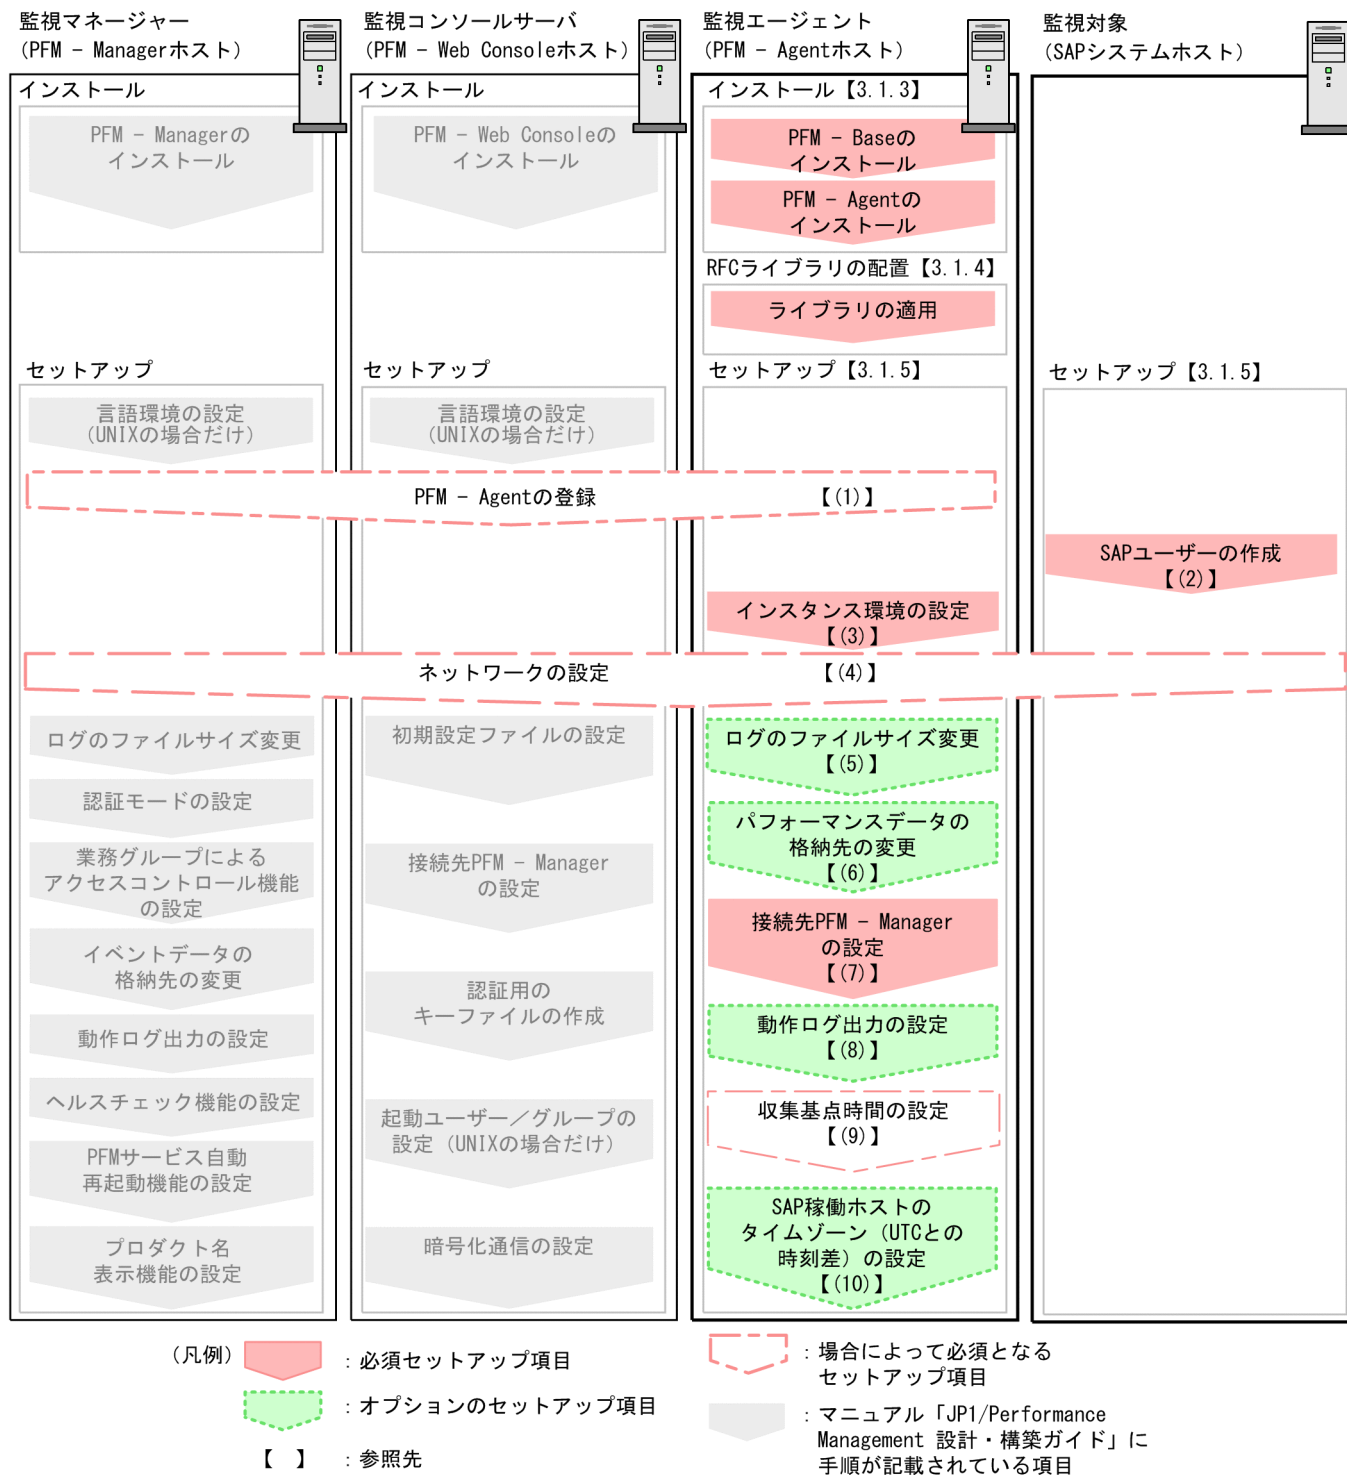 監視マネージャー
(PFM - Managerホスト)
インストール
PFM - Managerの
インストール
セットアップ
言語環境の設定
(UNIXの場合だけ)
監視コンソールサーバ
(PFM - Web Consoleホスト)
インストール
PFM - Web Consoleの
インストール
セットアップ
言語環境の設定
(UNIXの場合だけ)
監視エージェント
(PFM - Agentホスト)
インストール【3.1.3】
PFM - Baseの
インストール
PFM - Agentの
インストール
RFCライブラリの配置【3.1.4】
ライブラリの適用
セットアップ【3.1.5】
監視対象
(SAPシステムホスト)
セットアップ【3.1.5】
PFM - Agentの登録 【(1)】
SAPユーザーの作成
【(2)】
インスタンス環境の設定
【(3)】
ネットワークの設定 【(4)】
ログのファイルサイズ変更
認証モードの設定
業務グループによる
アクセスコントロール機能
の設定
イベントデータの
格納先の変更
動作ログ出力の設定
ヘルスチェック機能の設定
PFMサービス自動
再起動機能の設定
プロダクト名
表示機能の設定
初期設定ファイルの設定
接続先PFM - Manager
の設定
認証用の
キーファイルの作成
起動ユーザー/グループの
設定(UNIXの場合だけ)
暗号化通信の設定
ログのファイルサイズ変更
【(5)】
パフォーマンスデータの
格納先の変更
【(6)】
接続先PFM - Manager
の設定
【(7)】
動作ログ出力の設定
【(8)】
収集基点時間の設定
【(9)】
SAP稼働ホストの
タイムゾーン(UTCとの
時刻差)の設定
【(10)】
(凡例)
:必須セットアップ項目
:オプションのセットアップ項目
【 】 :参照先
:場合によって必須となる
セットアップ項目
:マニュアル「JP1/Performance
Management 設計・構築ガイド」に
手順が記載されている項目